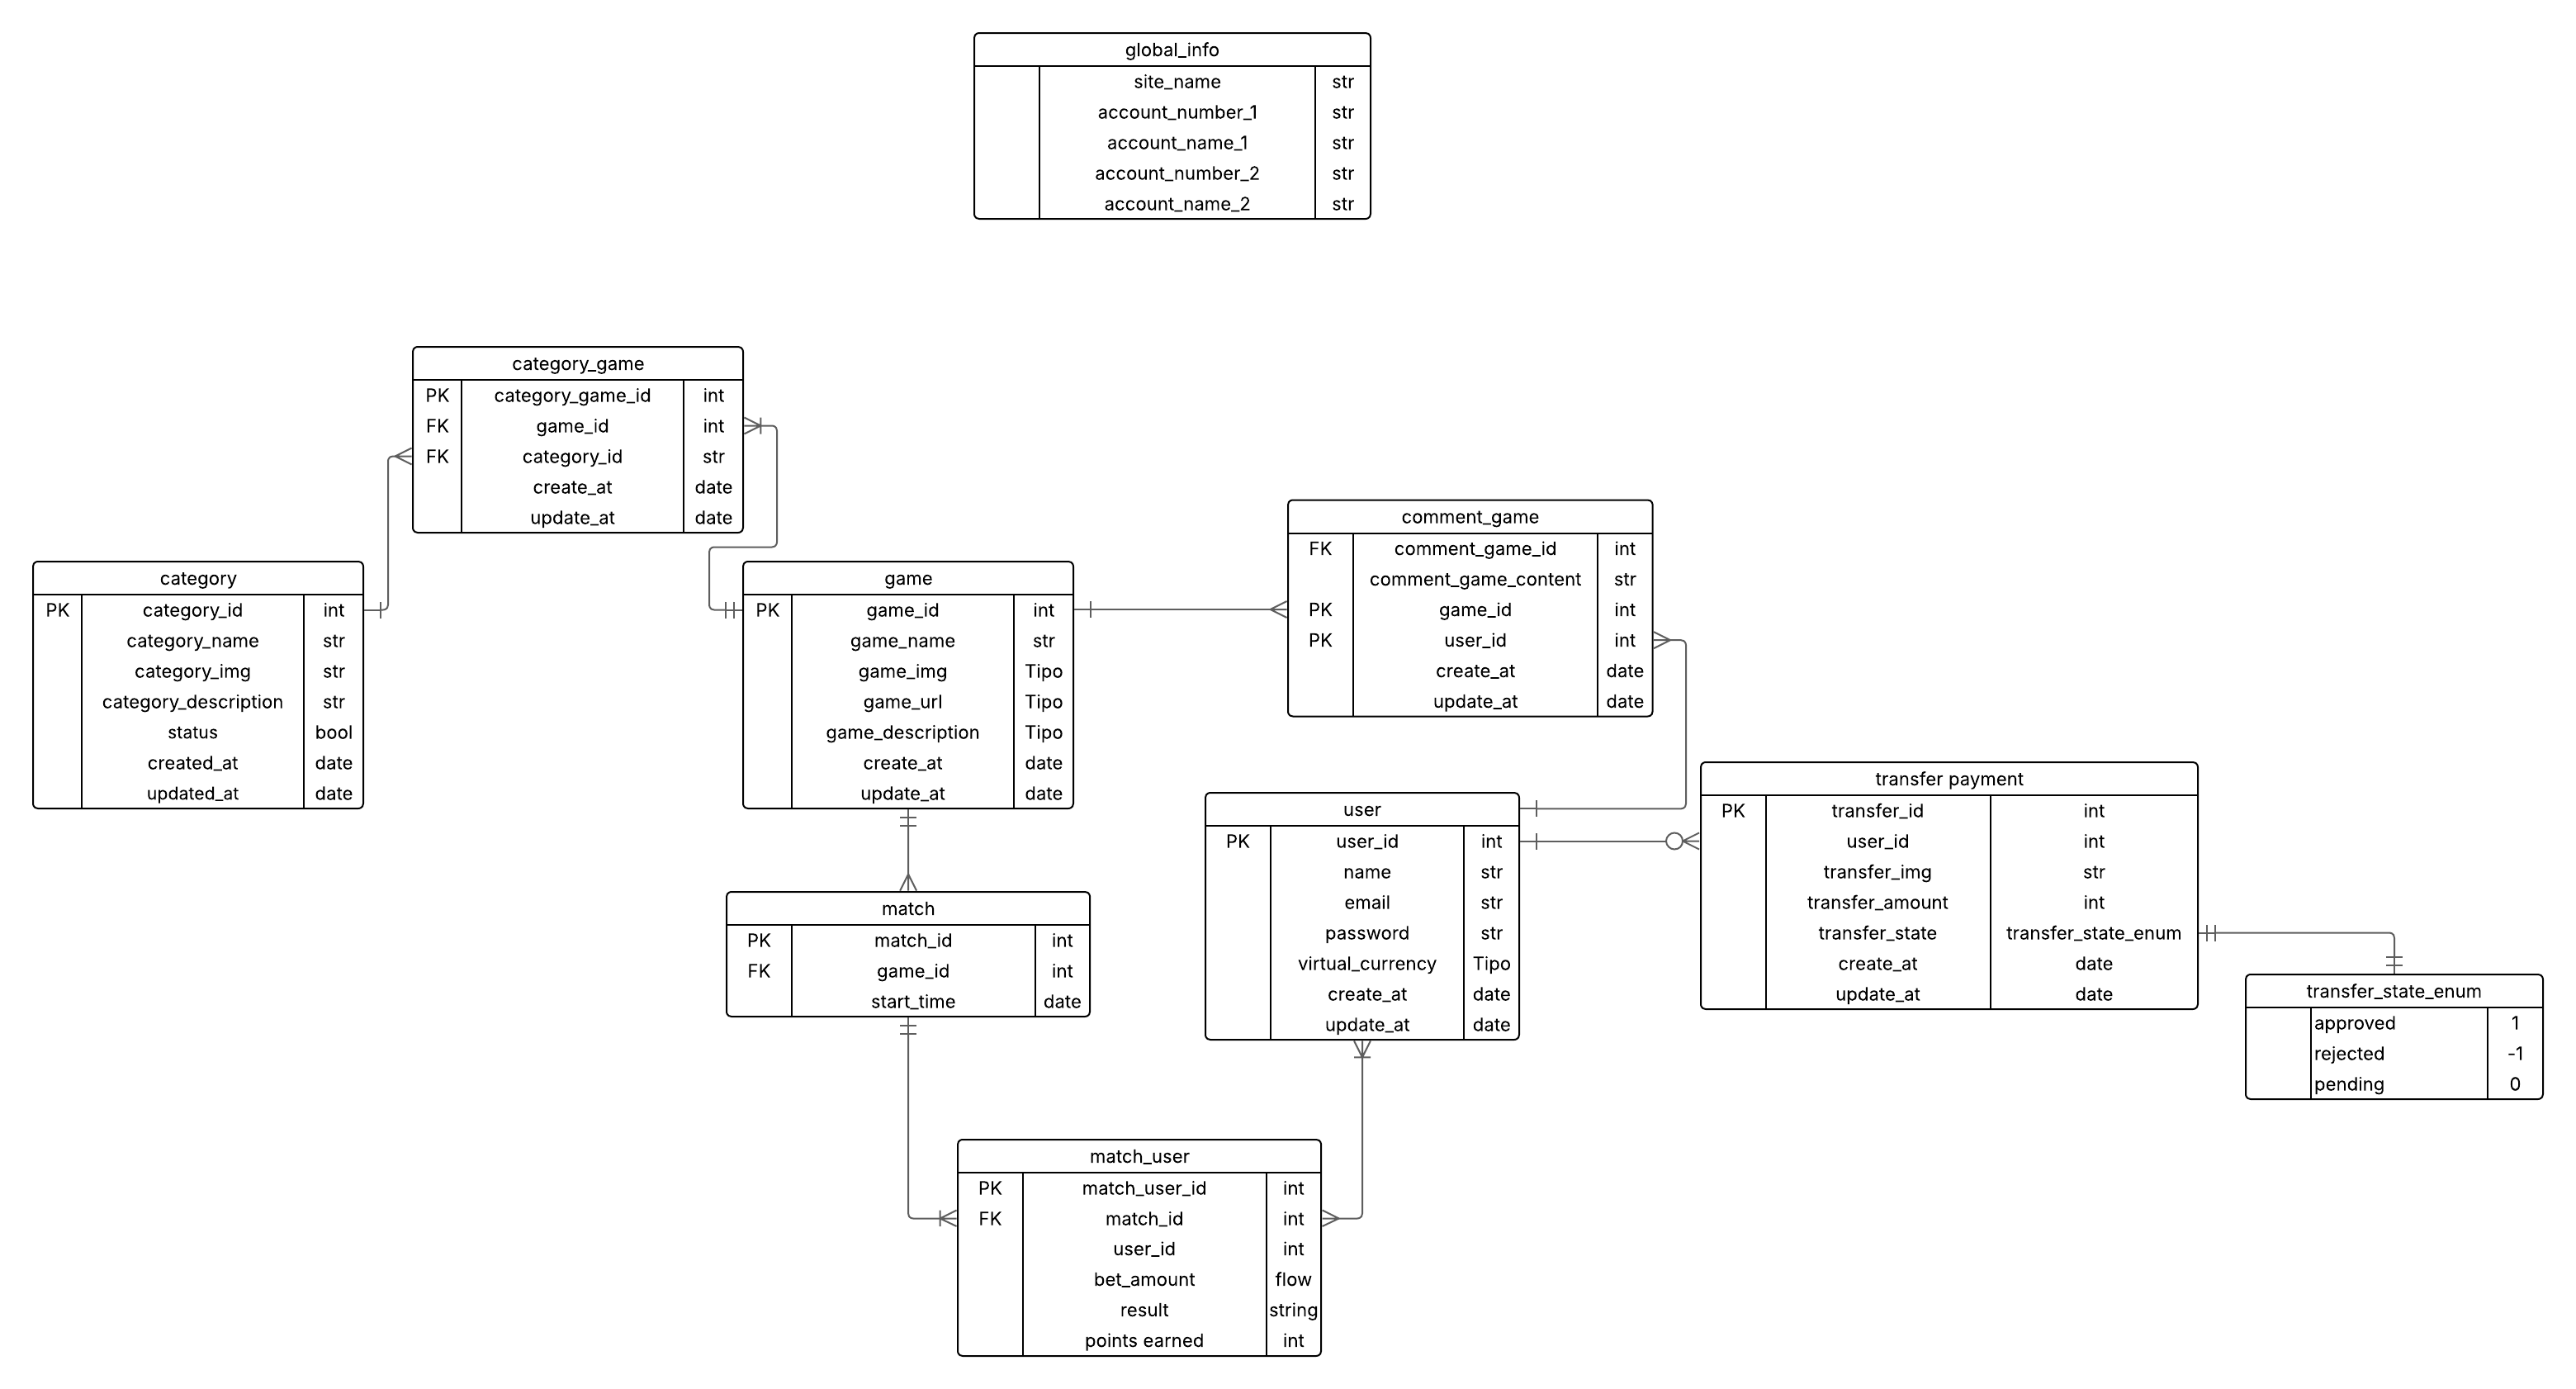 global_info
site_name str
account_number_1 str
account_name_1 str
account_number_2 str
account_name_2 str
category_game
PK category_game_id int
FK game_id int
FK category_id str
create_at date
update_at date
category
PK category_id int
category_name str
category_img str
category_description str
status bool
created_at date
updated_at date
game
PK game_id int
game_name str
game_img Tipo
game_url Tipo
game_description Tipo
create_at date
update_at date
comment_game
FK comment_game_id int
comment_game_content str
PK game_id int
PK user_id int
create_at date
update_at date
user
PK user_id int
name str
email str
password str
virtual_currency Tipo
create_at date
update_at date
transfer payment
PK transfer_id int
user_id int
transfer_img str
transfer_amount int
transfer_state transfer_state_enum
create_at date
update_at date
transfer_state_enum
approved 1
rejected -1
pending 0
match
PK match_id int
FK game_id int
start_time date
match_user
PK match_user_id int
FK match_id int
user_id int
bet_amount flow
result string
points earned int